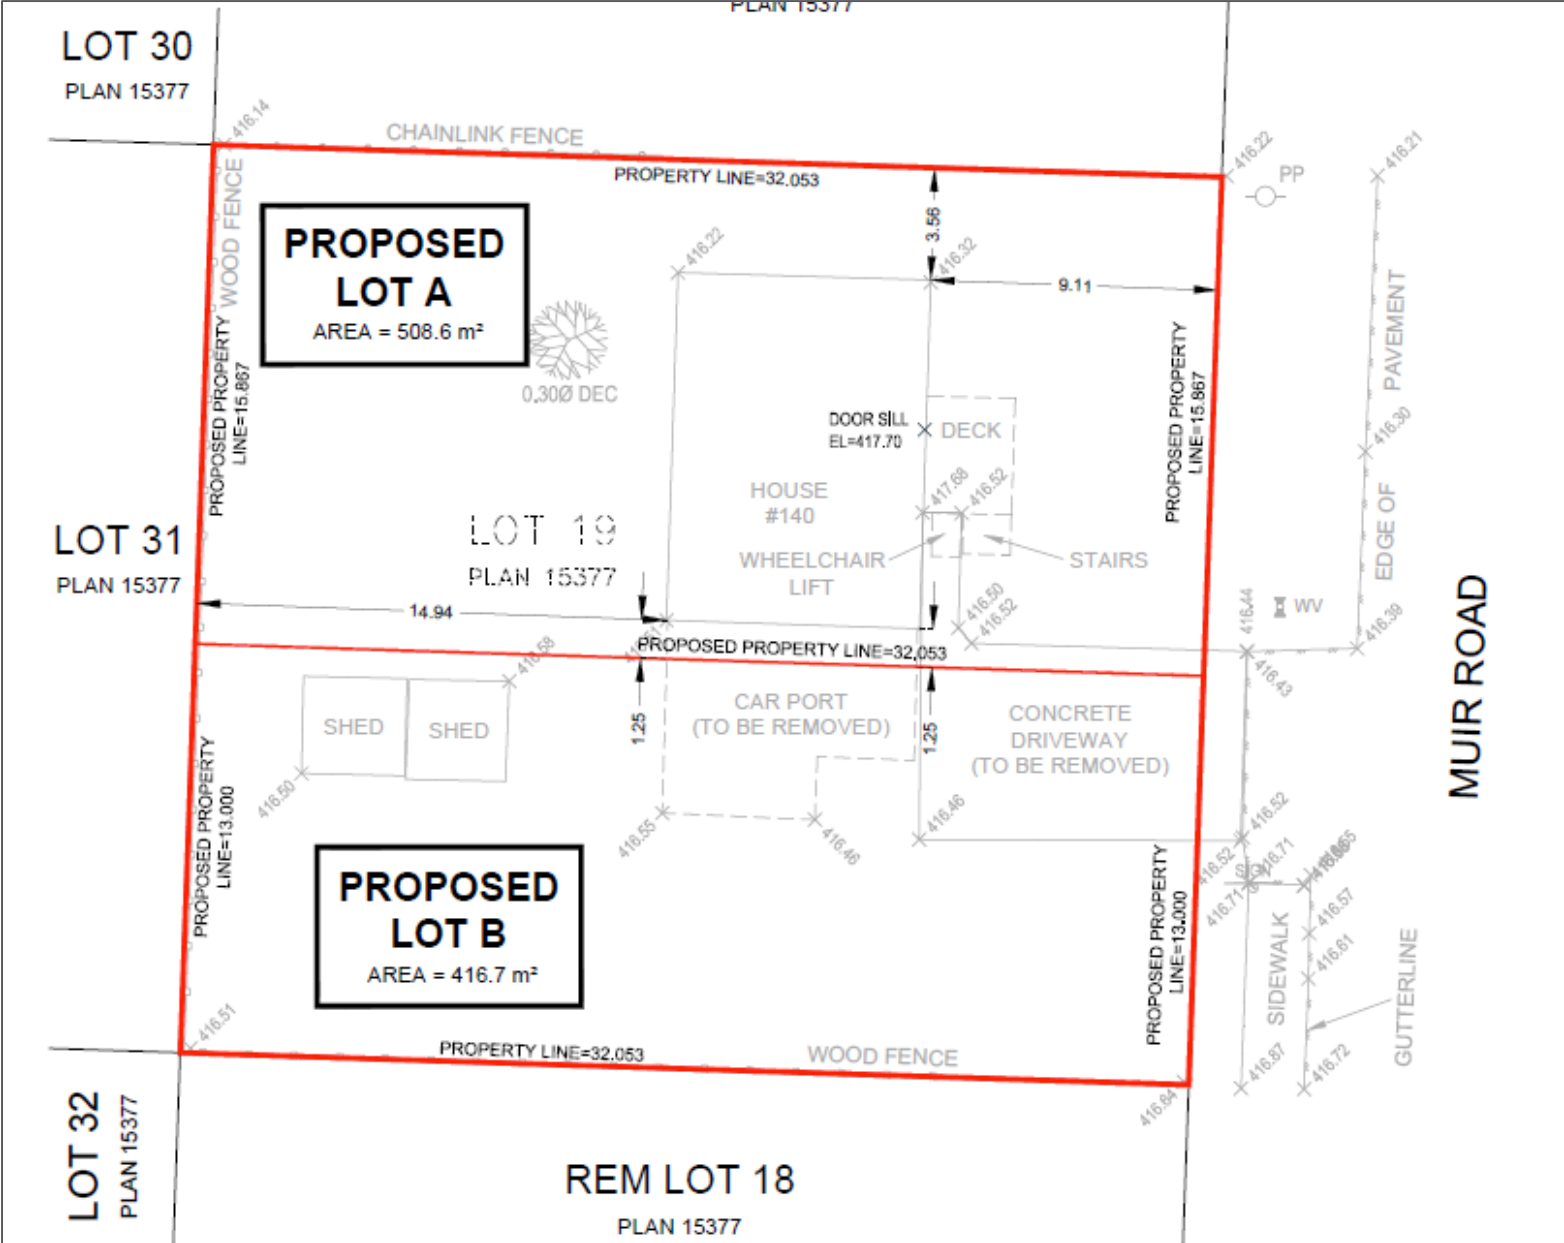 PLAN 15377
LOT 30
PLAN 15377
416.14
CHAINLINK FENCE
416.22
416.21
PP
PROPERTY LINE=32.053
WOOD FENCE
PROPOSED
LOT A
AREA = 508.6 m²
3.56
416.22
416.32
9.11
PAVEMENT
EDGE OF
0.30Ø DEC
PROPOSED PROPERTY
LINE=15.867
PROPOSED PROPERTY
LINE=15.867
DOOR SILL
EL=417.70
DECK
416.30
HOUSE
#140
417.68
416.52
LOT 19
PLAN 15377
LOT 31
PLAN 15377
WHEELCHAIR
LIFT
STAIRS
14.94
416.50
416.52
416.44
WV
416.39
MUIR ROAD
PROPOSED PROPERTY LINE=32.053
416.58
416.43
SHED
SHED
1.25
CAR PORT
(TO BE REMOVED)
1.25
CONCRETE
DRIVEWAY
(TO BE REMOVED)
416.50
PROPOSED PROPERTY
LINE=13.000
416.55
416.46
416.46
416.52
416.52
416.71
416.71
PROPOSED
LOT B
AREA = 416.7 m²
PROPOSED PROPERTY
LINE=13.000
416.57
416.61
SIDEWALK
GUTTERLINE
416.51
PROPERTY LINE=32.053
WOOD FENCE
416.87
416.72
416.64
LOT 32
PLAN 15377
REM LOT 18
PLAN 15377